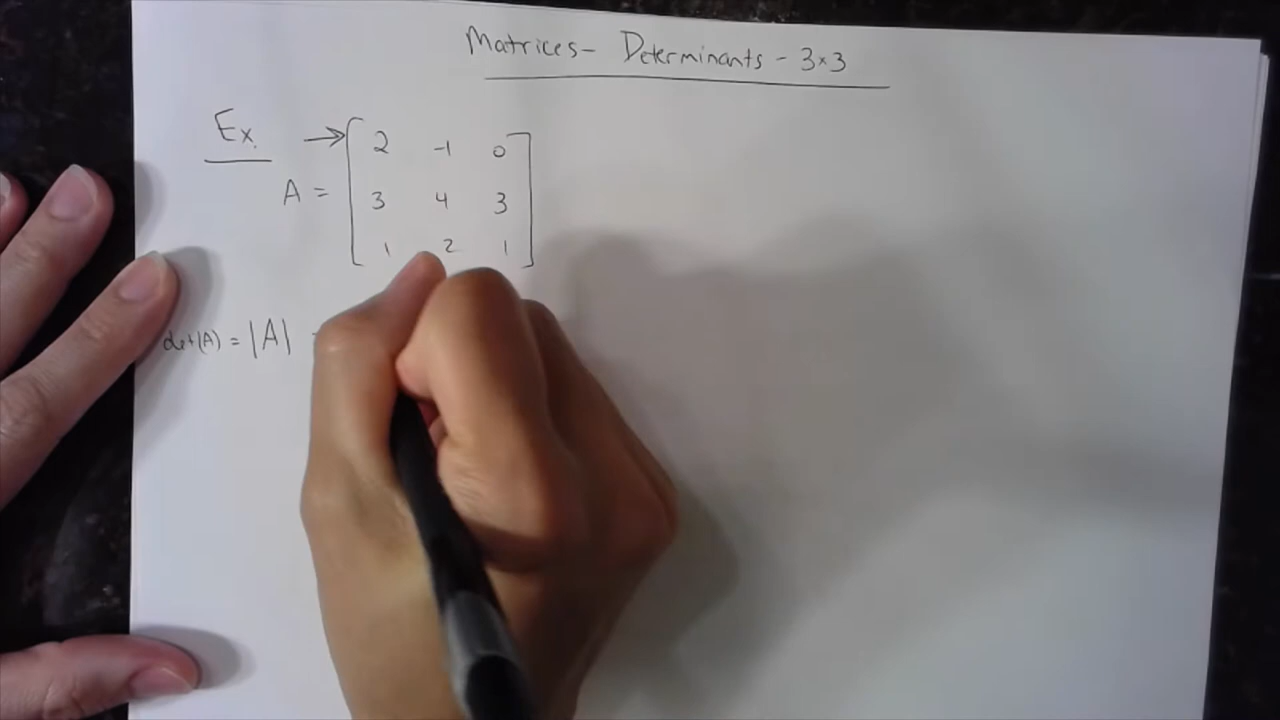 Matrices - Determinants - 3×3
Ex. → 2 -1 0
A = 3 4 3
1 2 1
det(A) = |A|